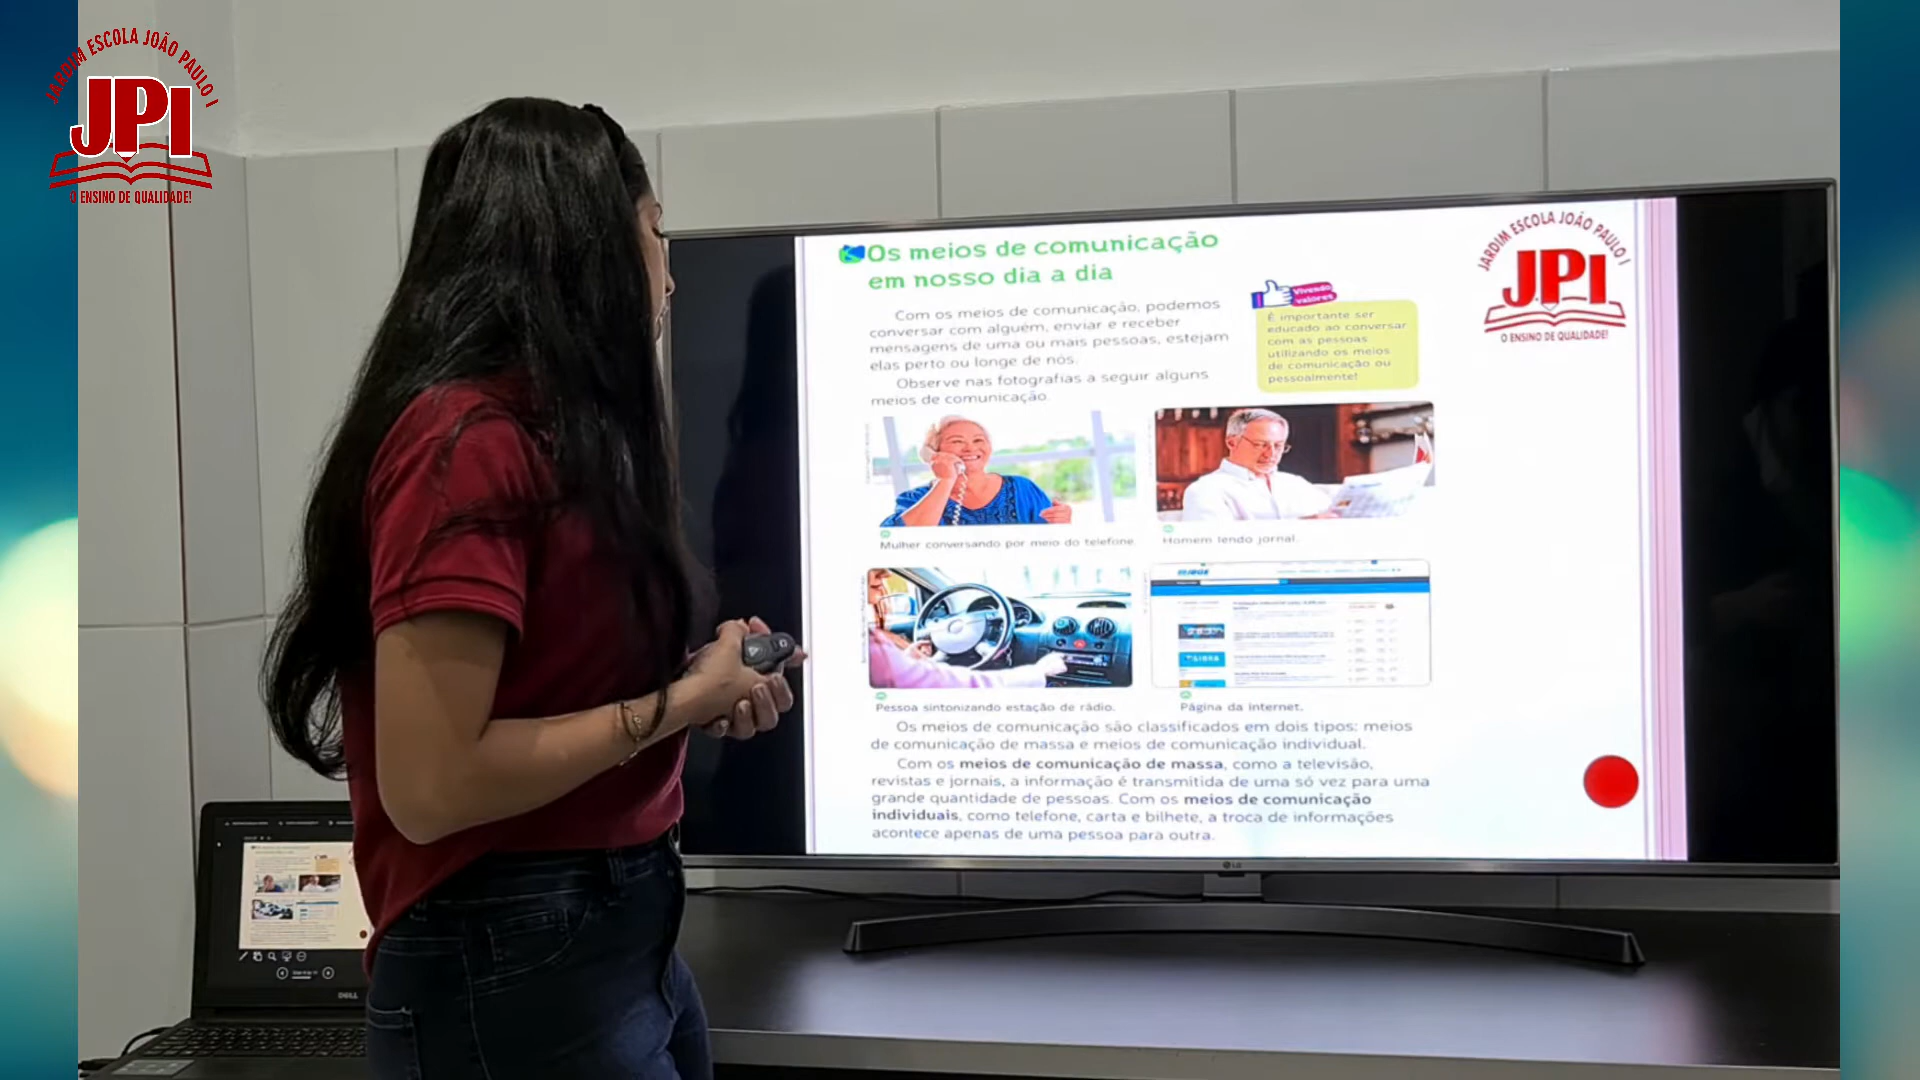 JARDIM ESCOLA JOÃO PAULO I
JPI
O ENSINO DE QUALIDADE!
Os meios de comunicação
em nosso dia a dia
Com os meios de comunicação, podemos
conversar com alguém, enviar e receber
mensagens de uma ou mais pessoas, estejam
elas perto ou longe de nós.
Observe nas fotografias a seguir alguns
meios de comunicação.
Vivendo
valores
É importante ser
educado ao conversar
com as pessoas
utilizando os meios
de comunicação ou
pessoalmente!
JARDIM ESCOLA JOÃO PAULO I
JPI
O ENSINO DE QUALIDADE!
Mulher conversando por meio do telefone.
Homem lendo jornal.
Pessoa sintonizando estação de rádio.
Página da internet.
Os meios de comunicação são classificados em dois tipos: meios
de comunicação de massa e meios de comunicação individual.
Com os meios de comunicação de massa, como a televisão,
revistas e jornais, a informação é transmitida de uma só vez para uma
grande quantidade de pessoas. Com os meios de comunicação
individuais, como telefone, carta e bilhete, a troca de informações
acontece apenas de uma pessoa para outra.
LG
DELL